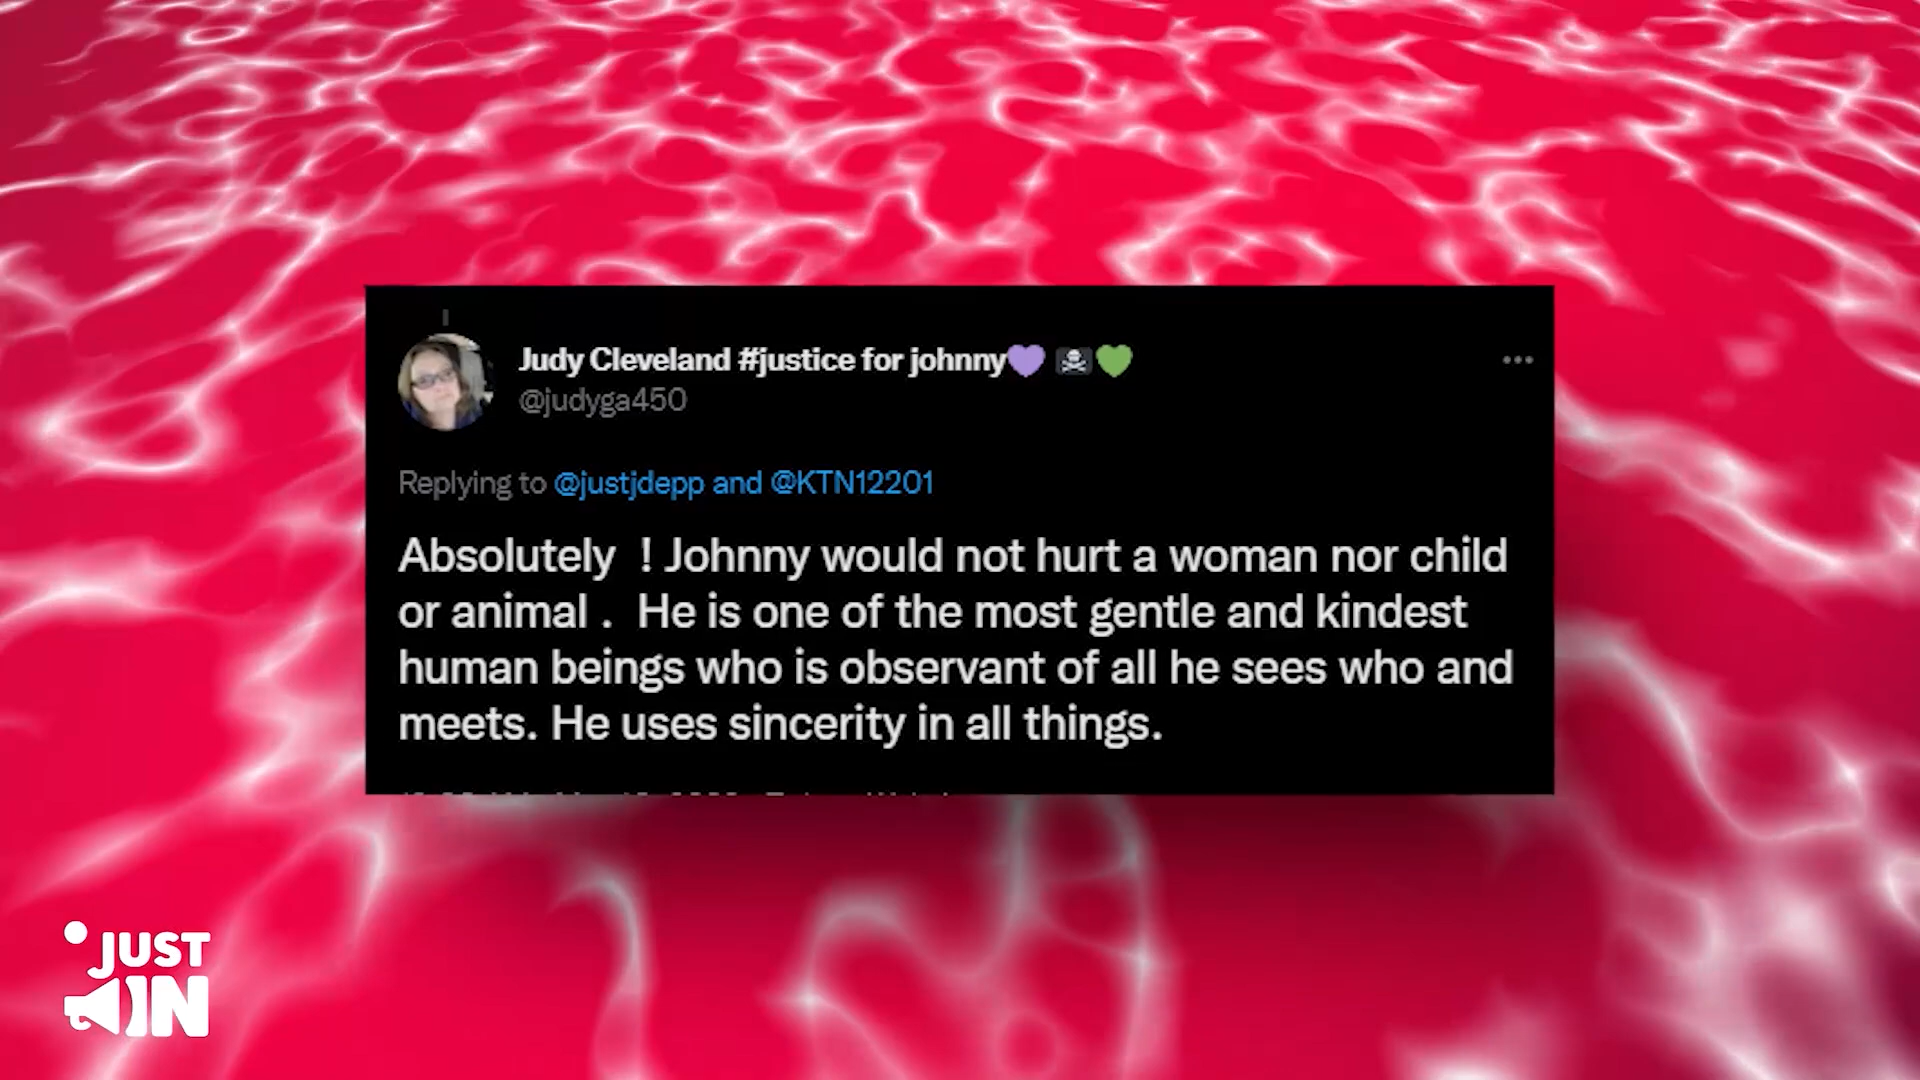 Judy Cleveland #justice for johnny💜 🏴‍☠️💚
@judyga450
Replying to @justjdepp and @KTN12201
Absolutely  ! Johnny would not hurt a woman nor child
or animal .  He is one of the most gentle and kindest
human beings who is observant of all he sees who and
meets. He uses sincerity in all things.
JUST
IN